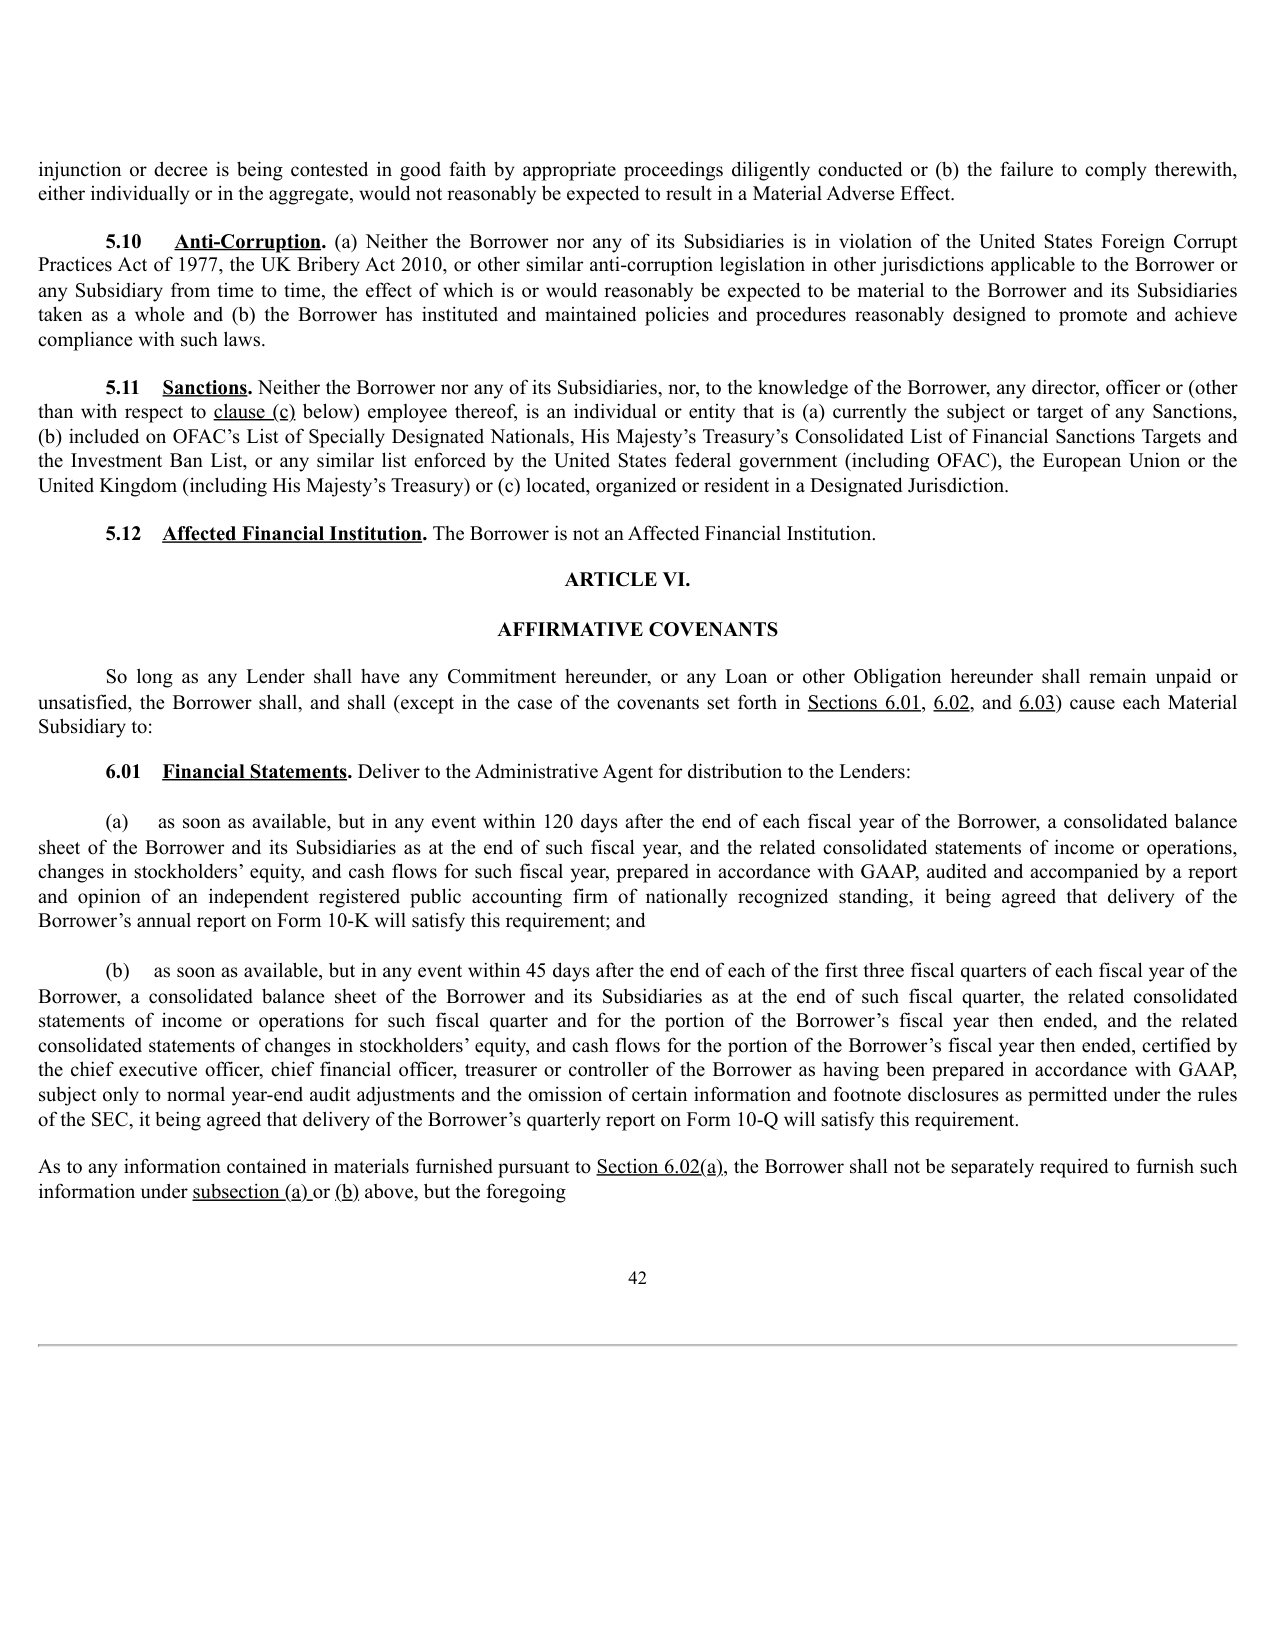 injunction or decree is being contested in good faith by appropriate proceedings diligently conducted or (b) the failure to comply therewith,
either individually or in the aggregate, would not reasonably be expected to result in a Material Adverse Effect.
5.10 Anti-Corruption. (a) Neither the Borrower nor any of its Subsidiaries is in violation of the United States Foreign Corrupt
Practices Act of 1977, the UK Bribery Act 2010, or other similar anti-corruption legislation in other jurisdictions applicable to the Borrower or
any Subsidiary from time to time, the effect of which is or would reasonably be expected to be material to the Borrower and its Subsidiaries
taken as a whole and (b) the Borrower has instituted and maintained policies and procedures reasonably designed to promote and achieve
compliance with such laws.
5.11 Sanctions. Neither the Borrower nor any of its Subsidiaries, nor, to the knowledge of the Borrower, any director, officer or (other
than with respect to clause (c) below) employee thereof, is an individual or entity that is (a) currently the subject or target of any Sanctions,
(b) included on OFAC’s List of Specially Designated Nationals, His Majesty’s Treasury’s Consolidated List of Financial Sanctions Targets and
the Investment Ban List, or any similar list enforced by the United States federal government (including OFAC), the European Union or the
United Kingdom (including His Majesty’s Treasury) or (c) located, organized or resident in a Designated Jurisdiction.
5.12 Affected Financial Institution. The Borrower is not an Affected Financial Institution.
ARTICLE VI.
AFFIRMATIVE COVENANTS
So long as any Lender shall have any Commitment hereunder, or any Loan or other Obligation hereunder shall remain unpaid or
unsatisfied, the Borrower shall, and shall (except in the case of the covenants set forth in Sections 6.01, 6.02, and 6.03) cause each Material
Subsidiary to:
6.01 Financial Statements. Deliver to the Administrative Agent for distribution to the Lenders:
(a) as soon as available, but in any event within 120 days after the end of each fiscal year of the Borrower, a consolidated balance
sheet of the Borrower and its Subsidiaries as at the end of such fiscal year, and the related consolidated statements of income or operations,
changes in stockholders’ equity, and cash flows for such fiscal year, prepared in accordance with GAAP, audited and accompanied by a report
and opinion of an independent registered public accounting firm of nationally recognized standing, it being agreed that delivery of the
Borrower’s annual report on Form 10-K will satisfy this requirement; and
(b) as soon as available, but in any event within 45 days after the end of each of the first three fiscal quarters of each fiscal year of the
Borrower, a consolidated balance sheet of the Borrower and its Subsidiaries as at the end of such fiscal quarter, the related consolidated
statements of income or operations for such fiscal quarter and for the portion of the Borrower’s fiscal year then ended, and the related
consolidated statements of changes in stockholders’ equity, and cash flows for the portion of the Borrower’s fiscal year then ended, certified by
the chief executive officer, chief financial officer, treasurer or controller of the Borrower as having been prepared in accordance with GAAP,
subject only to normal year-end audit adjustments and the omission of certain information and footnote disclosures as permitted under the rules
of the SEC, it being agreed that delivery of the Borrower’s quarterly report on Form 10-Q will satisfy this requirement.
As to any information contained in materials furnished pursuant to Section 6.02(a), the Borrower shall not be separately required to furnish such
information under subsection (a) or (b) above, but the foregoing
42